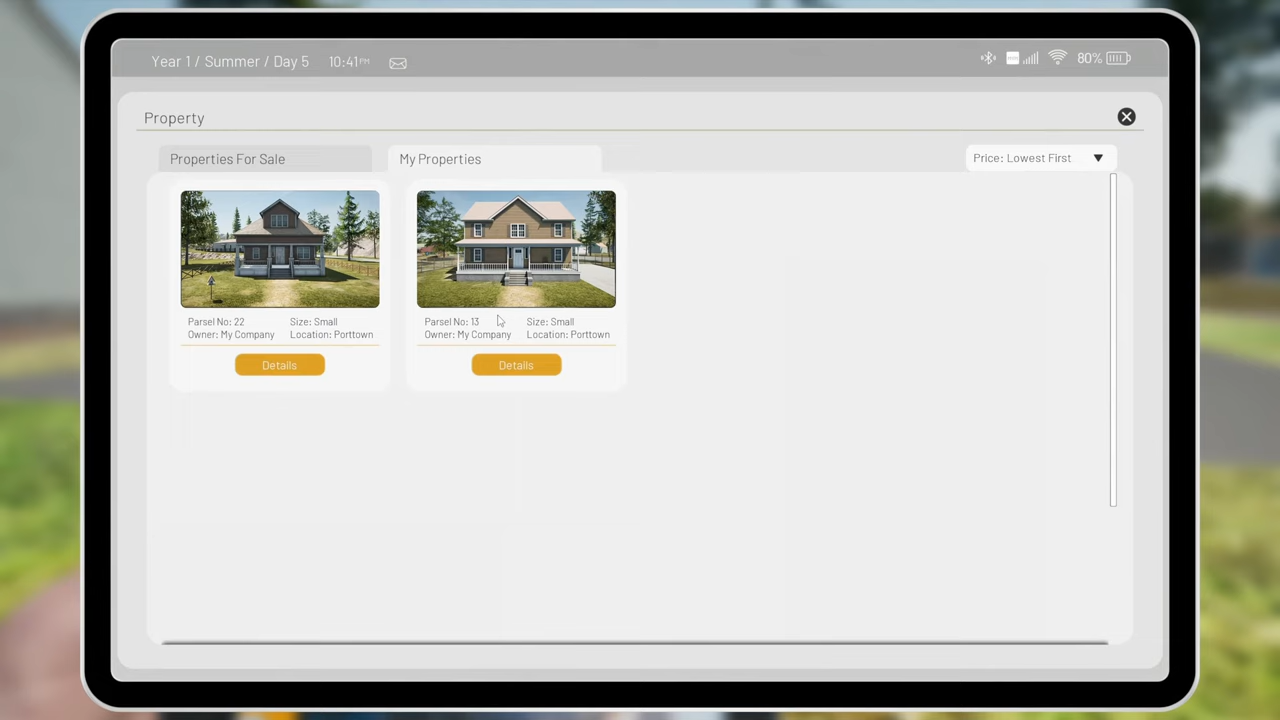 Year 1 / Summer / Day 5 10:41PM 80%
Property
Properties For Sale My Properties Price: Lowest First
Parsel No: 22 Size: Small
Owner: My Company Location: Porttown
Details
Parsel No: 13 Size: Small
Owner: My Company Location: Porttown
Details